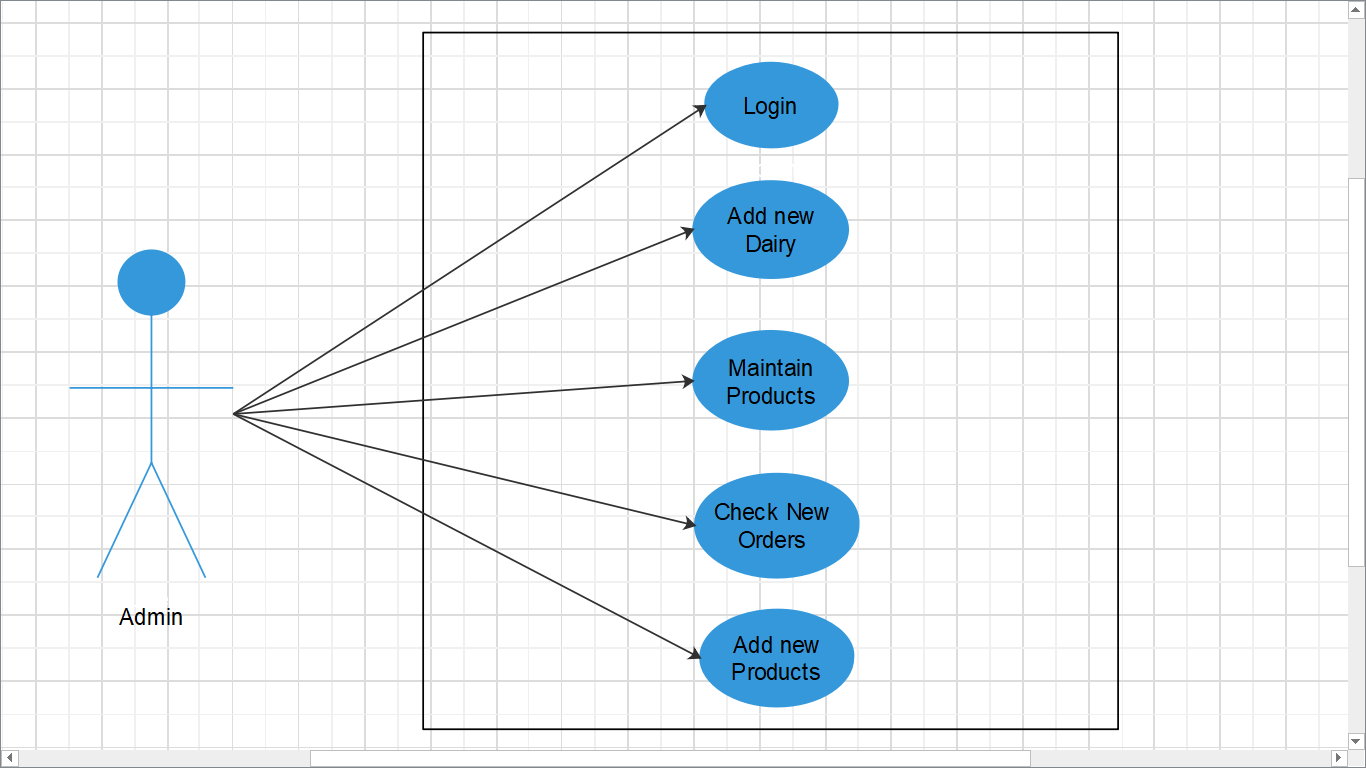 Login
Add new
Dairy
Maintain
Products
Check New
Orders
Add new
Products
Admin